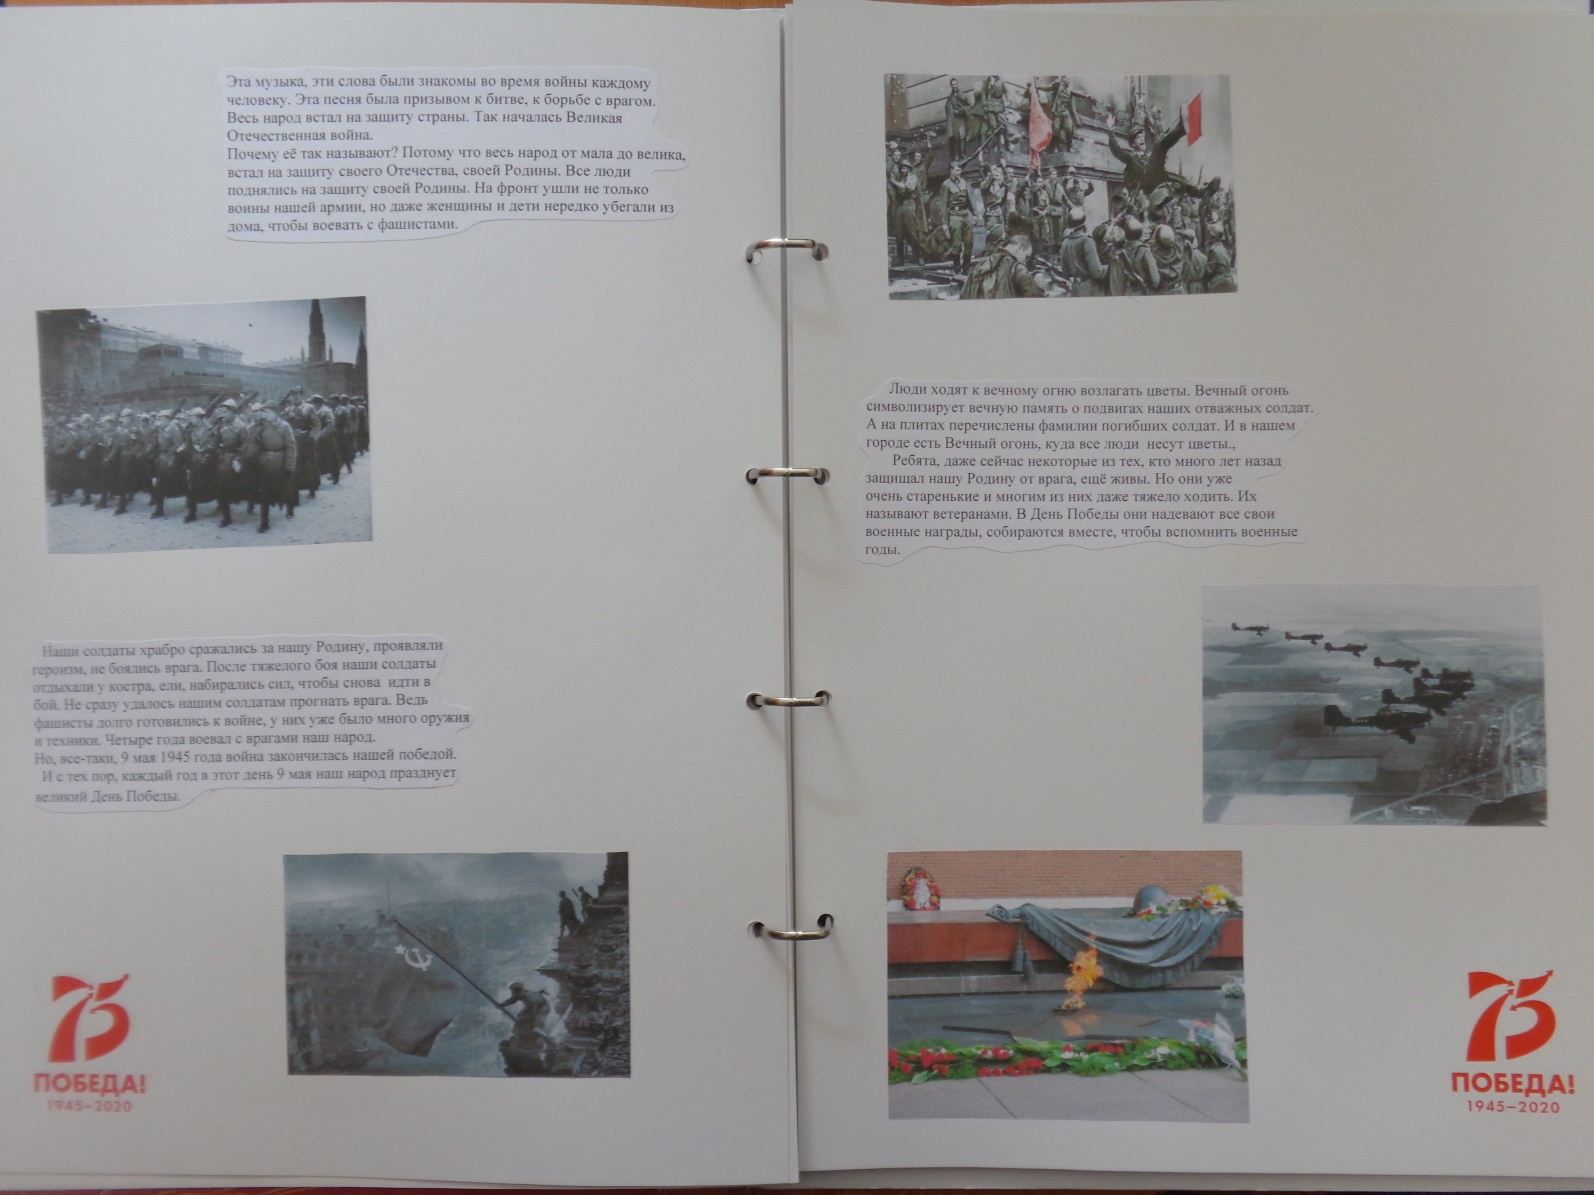 Эта музыка, эти слова были знакомы во время войны каждому
человеку. Эта песня была призывом к битве, к борьбе с врагом.
Весь народ встал на защиту страны. Так началась Великая
Отечественная война.
Почему её так называют? Потому что весь народ от мала до велика,
встал на защиту своего Отечества, своей Родины. Все люди
поднялись на защиту своей Родины. На фронт ушли не только
воины нашей армии, но даже женщины и дети нередко убегали из
дома, чтобы воевать с фашистами.
Наши солдаты храбро сражались за нашу Родину, проявляли
героизм, не боялись врага. После тяжелого боя наши солдаты
отдыхали у костра, ели, набирались сил, чтобы снова идти в
бой. Не сразу удалось нашим солдатам прогнать врага. Ведь
фашисты долго готовились к войне, у них уже было много оружия
и техники. Четыре года воевал с врагами наш народ.
Но, все-таки, 9 мая 1945 года война закончилась нашей победой.
И с тех пор, каждый год в этот день 9 мая наш народ празднует
великий День Победы.
75
ПОБЕДА!
1945–2020
Люди ходят к вечному огню возлагать цветы. Вечный огонь
символизирует вечную память о подвигах наших отважных солдат.
А на плитах перечислены фамилии погибших солдат. И в нашем
городе есть Вечный огонь, куда все люди несут цветы.,
Ребята, даже сейчас некоторые из тех, кто много лет назад
защищал нашу Родину от врага, ещё живы. Но они уже
очень старенькие и многим из них даже тяжело ходить. Их
называют ветеранами. В День Победы они надевают все свои
военные награды, собираются вместе, чтобы вспомнить военные
годы.
75
ПОБЕДА!
1945–2020